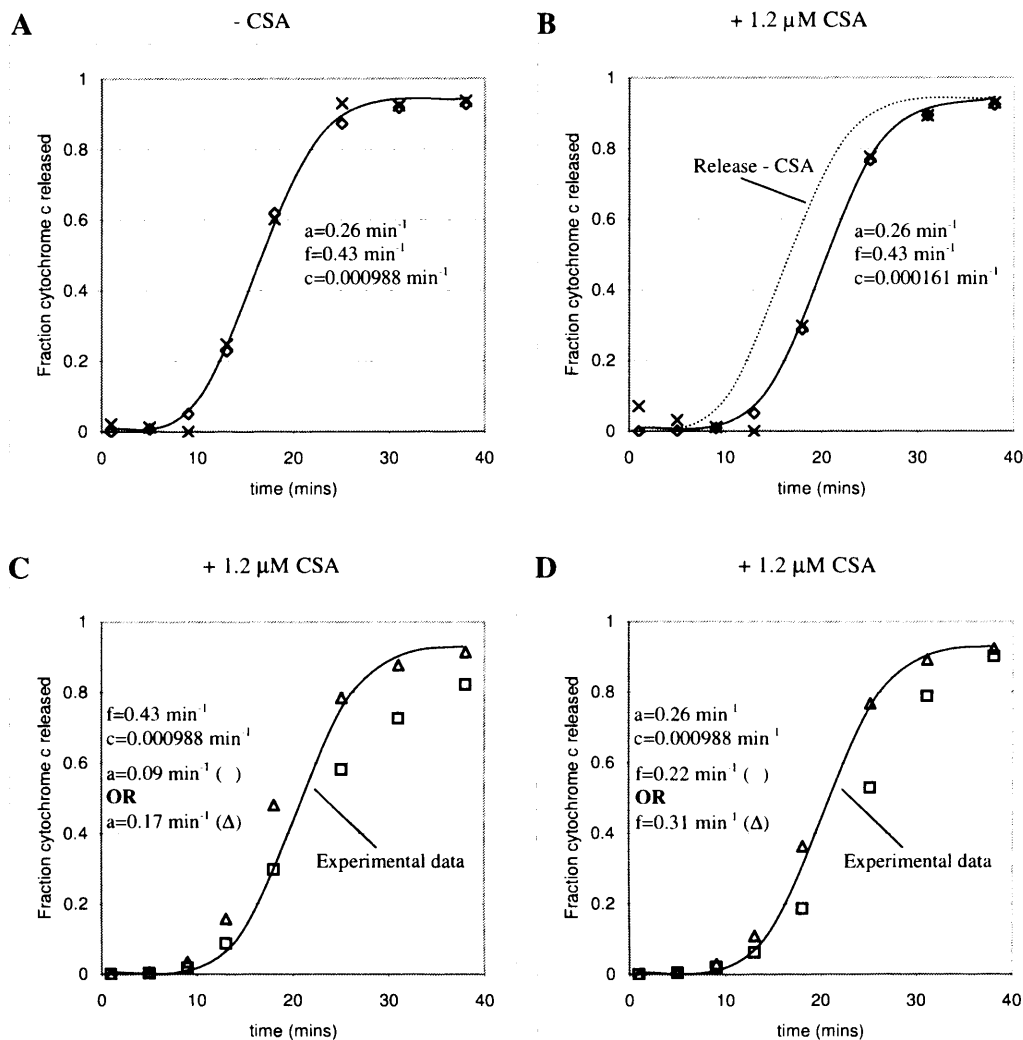 A
- CSA
Fraction cytochrome c released
1
0.8
0.6
0.4
0.2
0
a=0.26 min⁻¹
f=0.43 min⁻¹
c=0.000988 min⁻¹
0 10 20 30 40
time (mins)
B
+ 1.2 µM CSA
Fraction cytochrome c released
1
0.8
0.6
0.4
0.2
0
Release - CSA
a=0.26 min⁻¹
f=0.43 min⁻¹
c=0.000161 min⁻¹
0 10 20 30 40
time (mins)
C
+ 1.2 µM CSA
Fraction cytochrome c released
1
0.8
0.6
0.4
0.2
0
f=0.43 min⁻¹
c=0.000988 min⁻¹
a=0.09 min⁻¹ ( )
OR
a=0.17 min⁻¹ (Δ)
Experimental data
0 10 20 30 40
time (mins)
D
+ 1.2 µM CSA
Fraction cytochrome c released
1
0.8
0.6
0.4
0.2
0
a=0.26 min⁻¹
c=0.000988 min⁻¹
f=0.22 min⁻¹ ( )
OR
f=0.31 min⁻¹ (Δ)
Experimental data
0 10 20 30 40
time (mins)